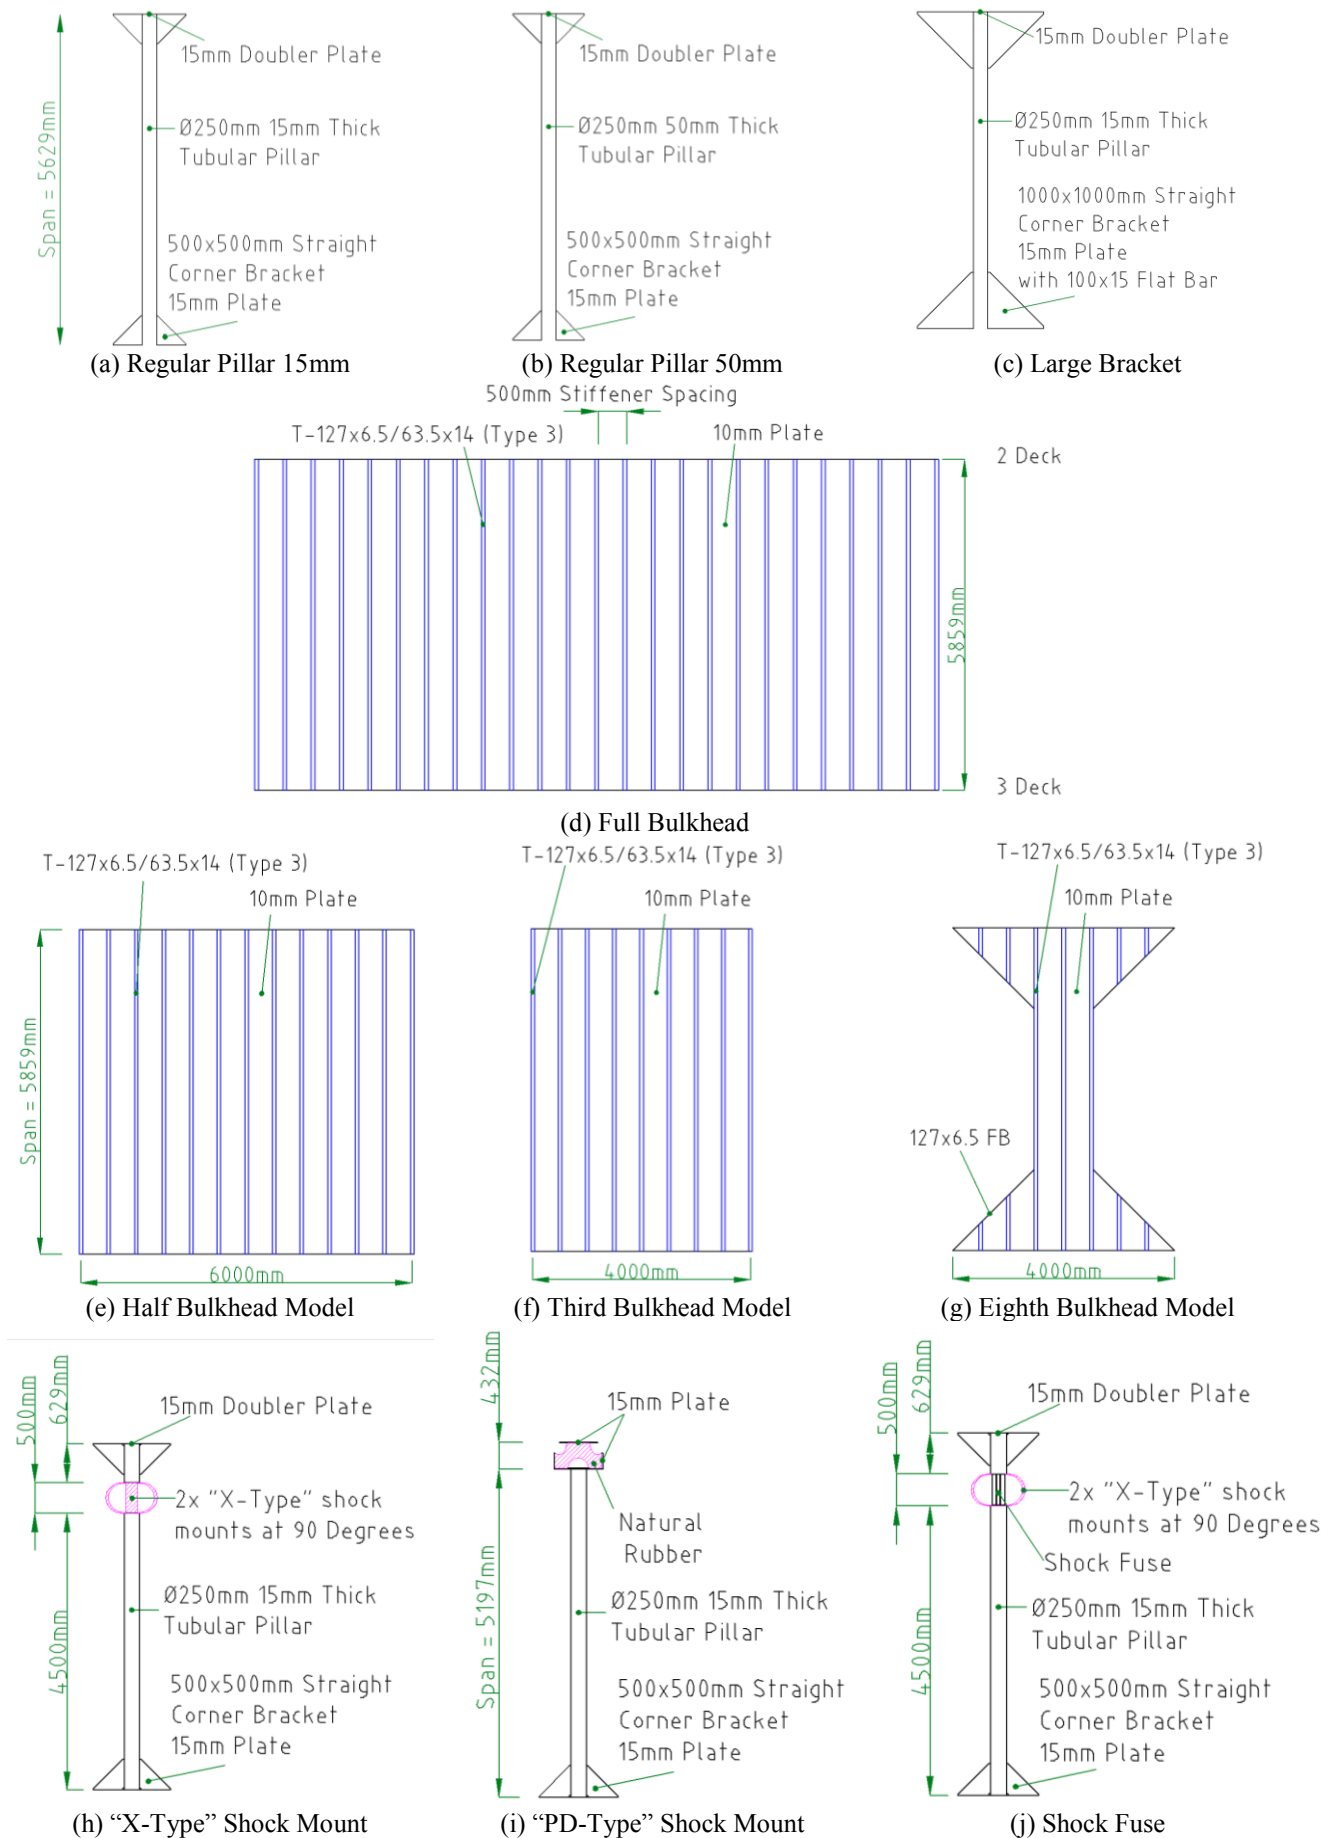 15mm Doubler Plate
Ø250mm 15mm Thick
Tubular Pillar
Span = 5629mm
500x500mm Straight
Corner Bracket
15mm Plate
(a) Regular Pillar 15mm
15mm Doubler Plate
Ø250mm 50mm Thick
Tubular Pillar
500x500mm Straight
Corner Bracket
15mm Plate
(b) Regular Pillar 50mm
15mm Doubler Plate
Ø250mm 15mm Thick
Tubular Pillar
1000x1000mm Straight
Corner Bracket
15mm Plate
with 100x15 Flat Bar
(c) Large Bracket
500mm Stiffener Spacing
T-127x6.5/63.5x14 (Type 3)
10mm Plate
2 Deck
5859mm
3 Deck
(d) Full Bulkhead
T-127x6.5/63.5x14 (Type 3)
10mm Plate
Span = 5859mm
6000mm
(e) Half Bulkhead Model
T-127x6.5/63.5x14 (Type 3)
10mm Plate
4000mm
(f) Third Bulkhead Model
T-127x6.5/63.5x14 (Type 3)
10mm Plate
127x6.5 FB
4000mm
(g) Eighth Bulkhead Model
500mm
629mm
15mm Doubler Plate
2x "X-Type" shock
mounts at 90 Degrees
Ø250mm 15mm Thick
Tubular Pillar
4500mm
500x500mm Straight
Corner Bracket
15mm Plate
(h) “X-Type” Shock Mount
432mm
15mm Plate
Natural
Rubber
Span = 5197mm
Ø250mm 15mm Thick
Tubular Pillar
500x500mm Straight
Corner Bracket
15mm Plate
(i) “PD-Type” Shock Mount
500mm
629mm
15mm Doubler Plate
2x "X-Type" shock
mounts at 90 Degrees
Shock Fuse
Ø250mm 15mm Thick
Tubular Pillar
4500mm
500x500mm Straight
Corner Bracket
15mm Plate
(j) Shock Fuse